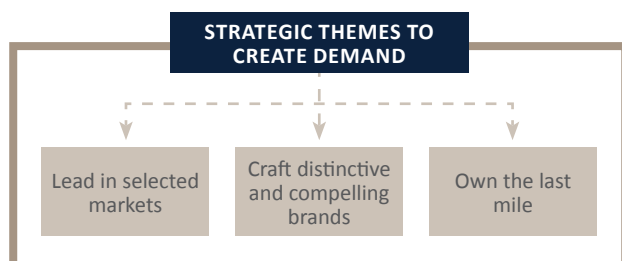 STRATEGIC THEMES TO
CREATE DEMAND
Lead in selected
markets
Craft distinctive
and compelling
brands
Own the last
mile